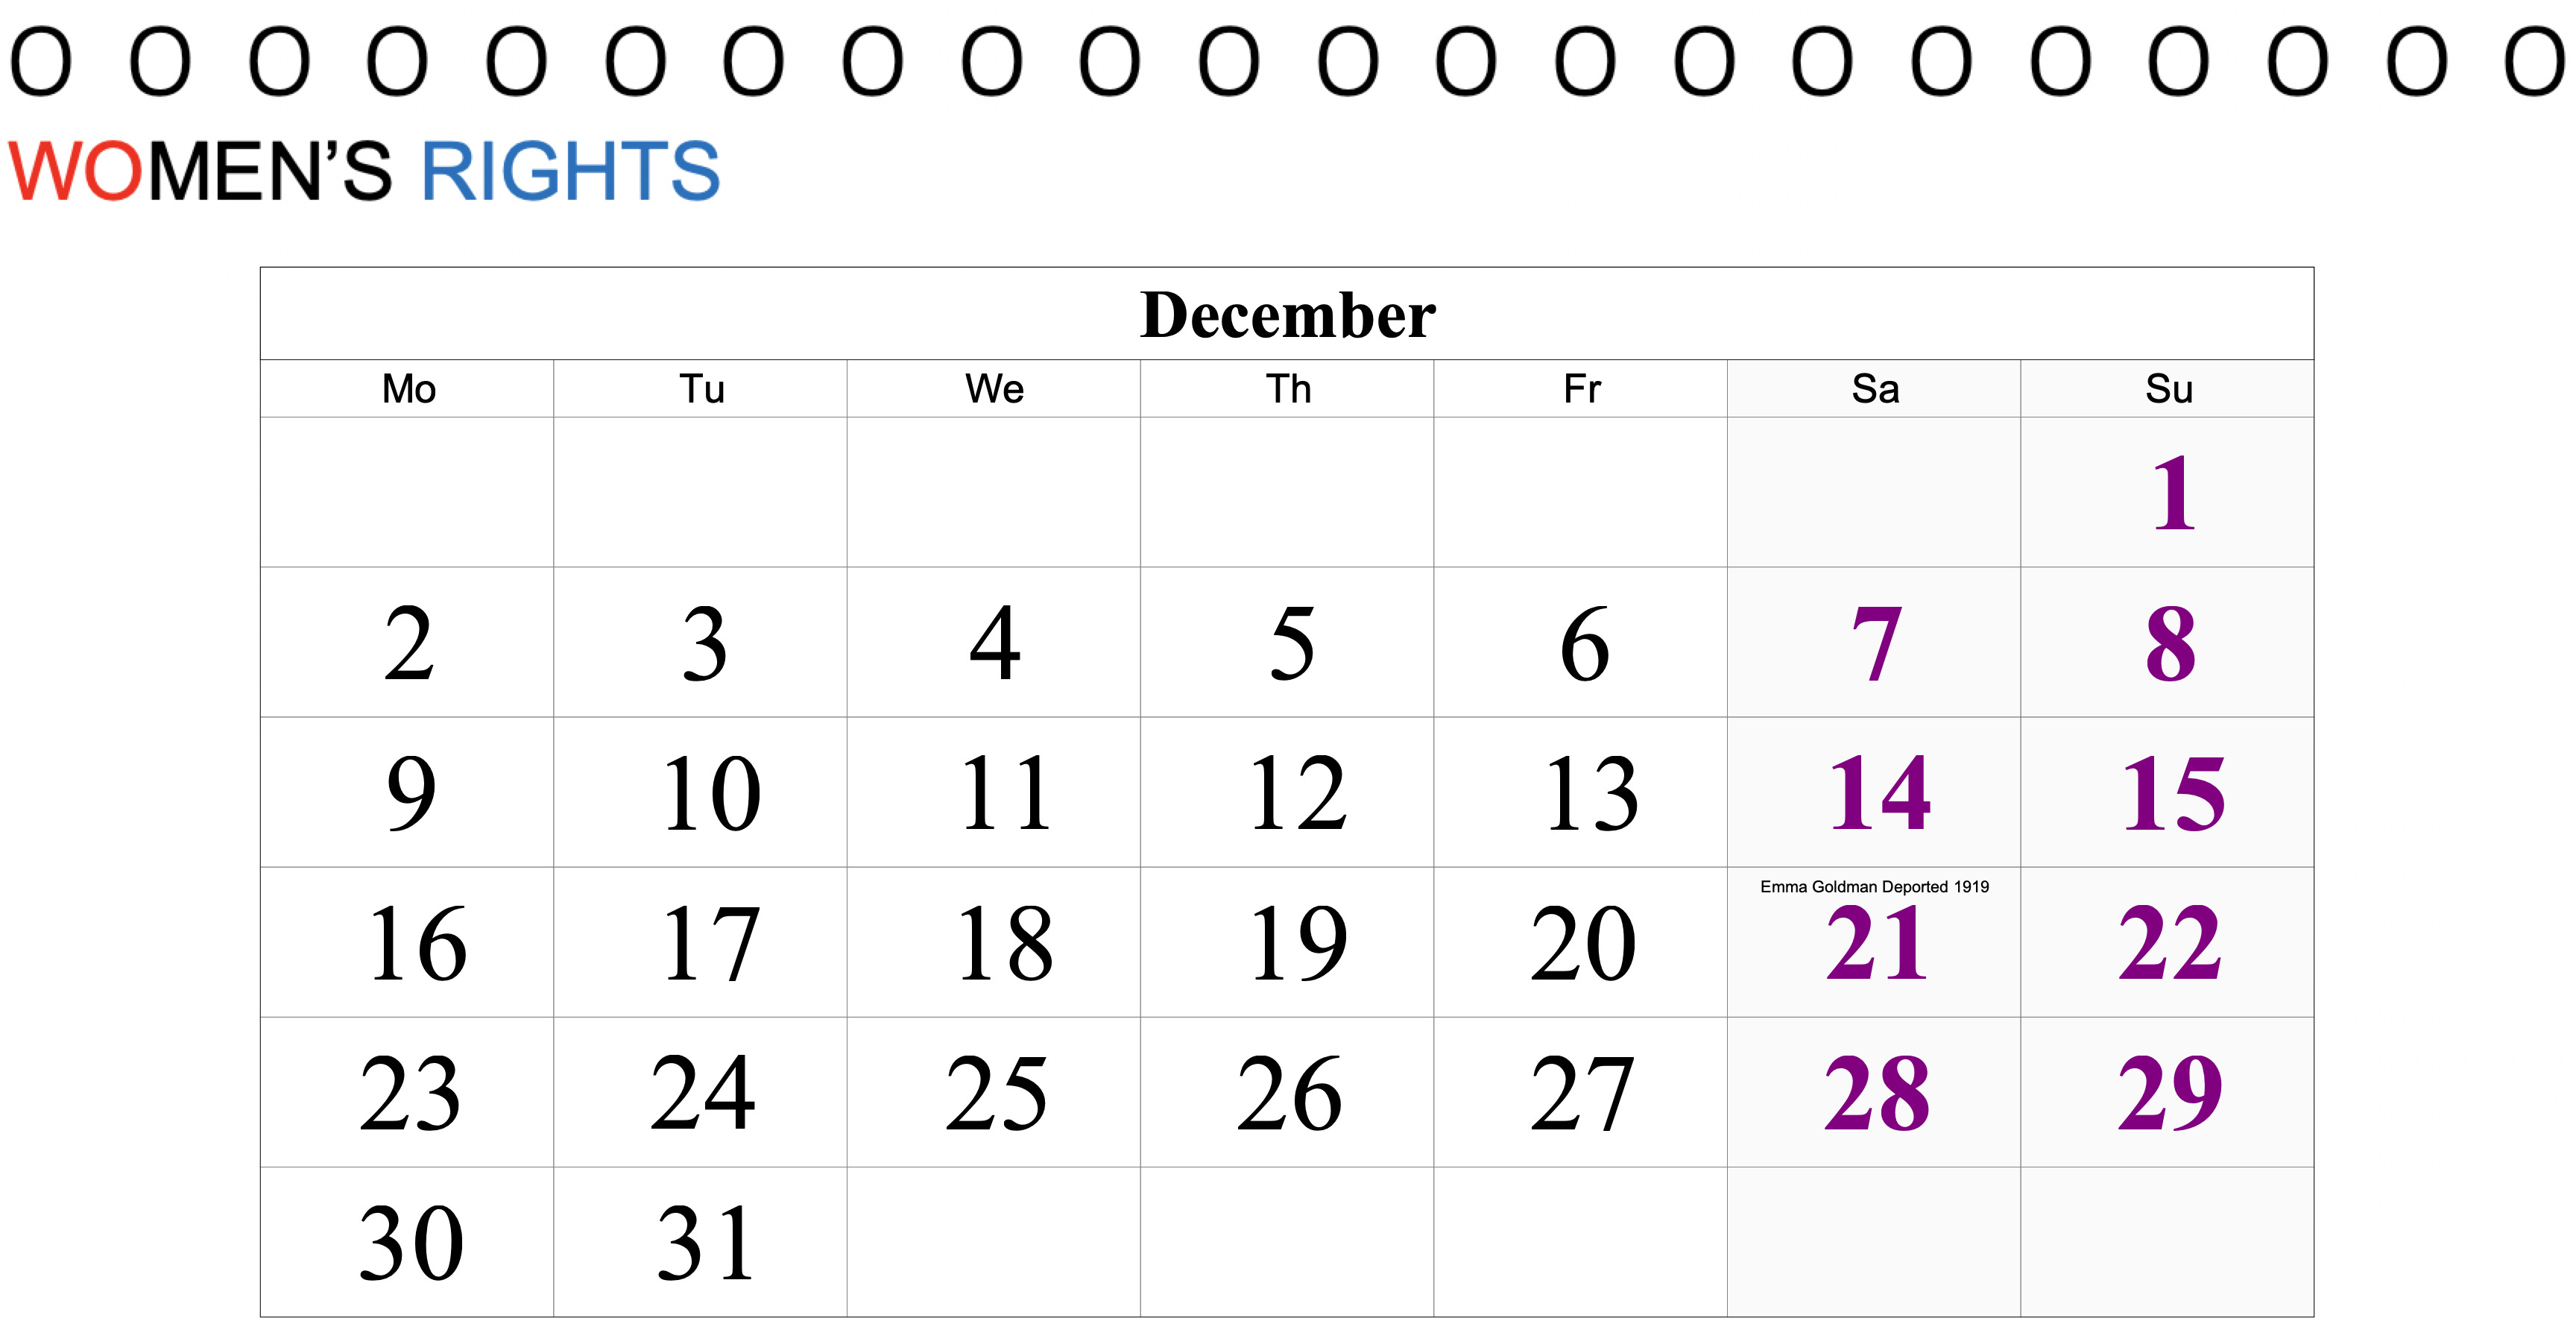 O O O O O O O O O O O O O O O O O O O O O O
WOMEN’S RIGHTS
December
Mo Tu We Th Fr Sa Su
1
2 3 4 5 6 7 8
9 10 11 12 13 14 15
Emma Goldman Deported 1919
16 17 18 19 20 21 22
23 24 25 26 27 28 29
30 31